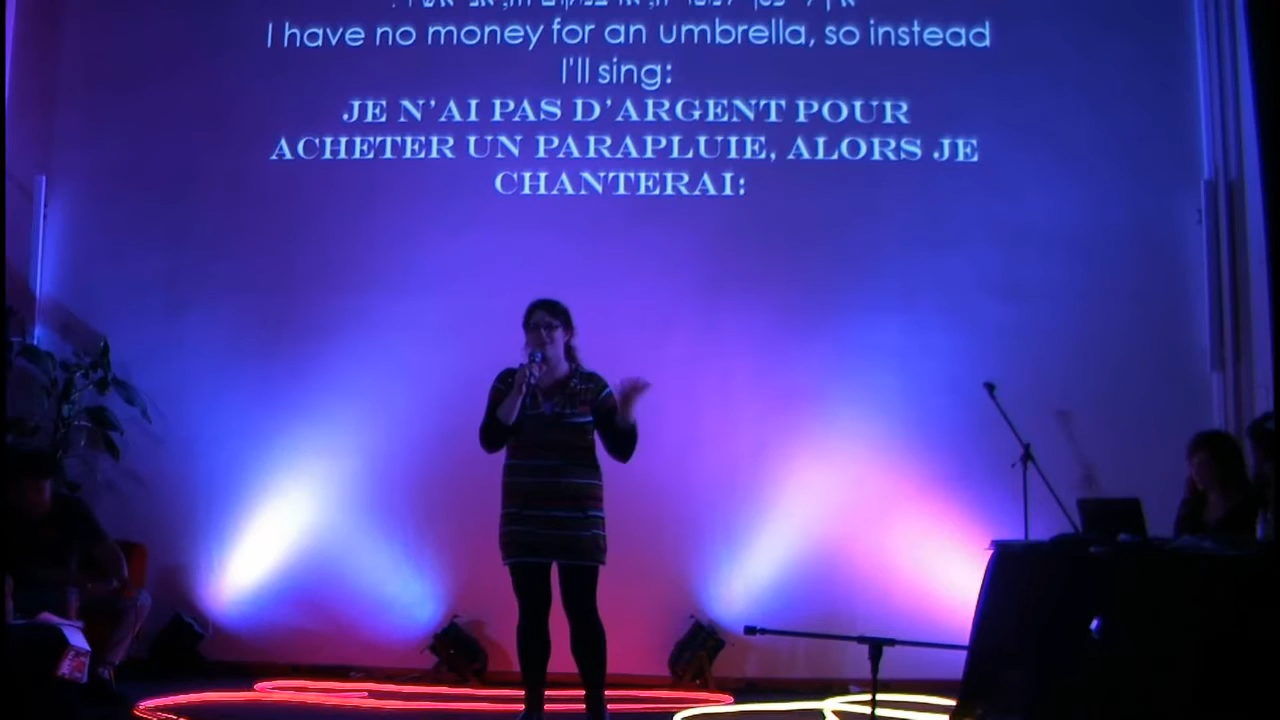 I have no money for an umbrella, so instead
I'll sing:
JE N'AI PAS D'ARGENT POUR
ACHETER UN PARAPLUIE, ALORS JE
CHANTERAI: